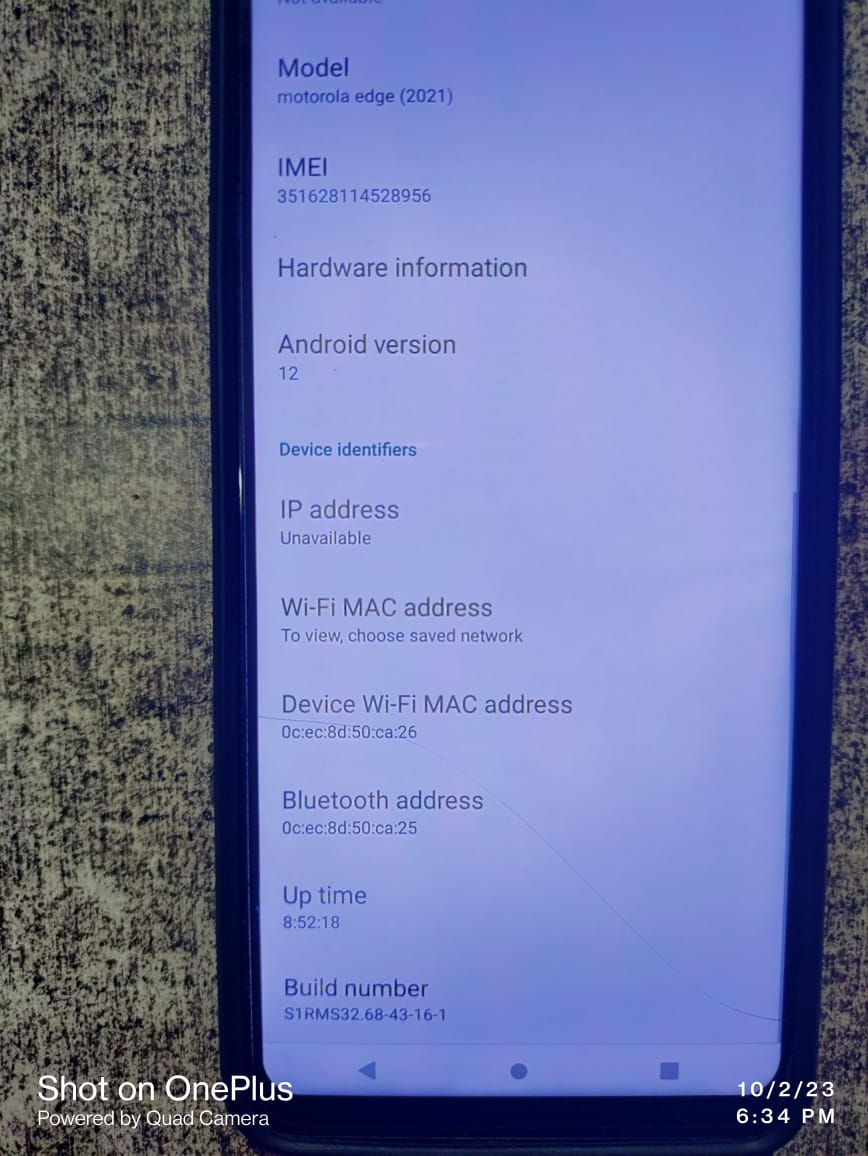 Not available
Model
motorola edge (2021)
IMEI
351628114528956
Hardware information
Android version
12
Device identifiers
IP address
Unavailable
Wi-Fi MAC address
To view, choose saved network
Device Wi-Fi MAC address
0c:ec:8d:50:ca:26
Bluetooth address
0c:ec:8d:50:ca:25
Up time
8:52:18
Build number
S1RMS32.68-43-16-1
Shot on OnePlus
Powered by Quad Camera
10/2/23
6:34 PM